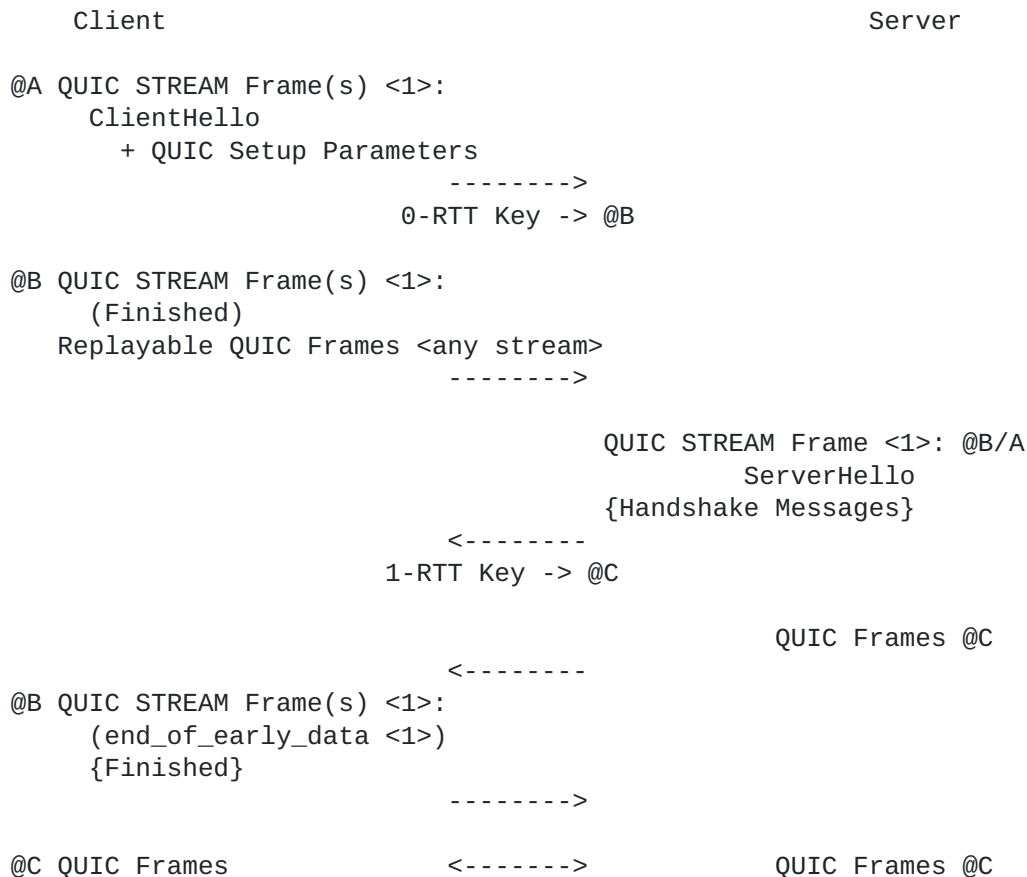 Client Server
@A QUIC STREAM Frame(s) <1>:
ClientHello
+ QUIC Setup Parameters
-------->
0-RTT Key -> @B
@B QUIC STREAM Frame(s) <1>:
(Finished)
Replayable QUIC Frames <any stream>
-------->
QUIC STREAM Frame <1>: @B/A
ServerHello
{Handshake Messages}
<--------
1-RTT Key -> @C
QUIC Frames @C
<--------
@B QUIC STREAM Frame(s) <1>:
(end_of_early_data <1>)
{Finished}
-------->
@C QUIC Frames <-------> QUIC Frames @C